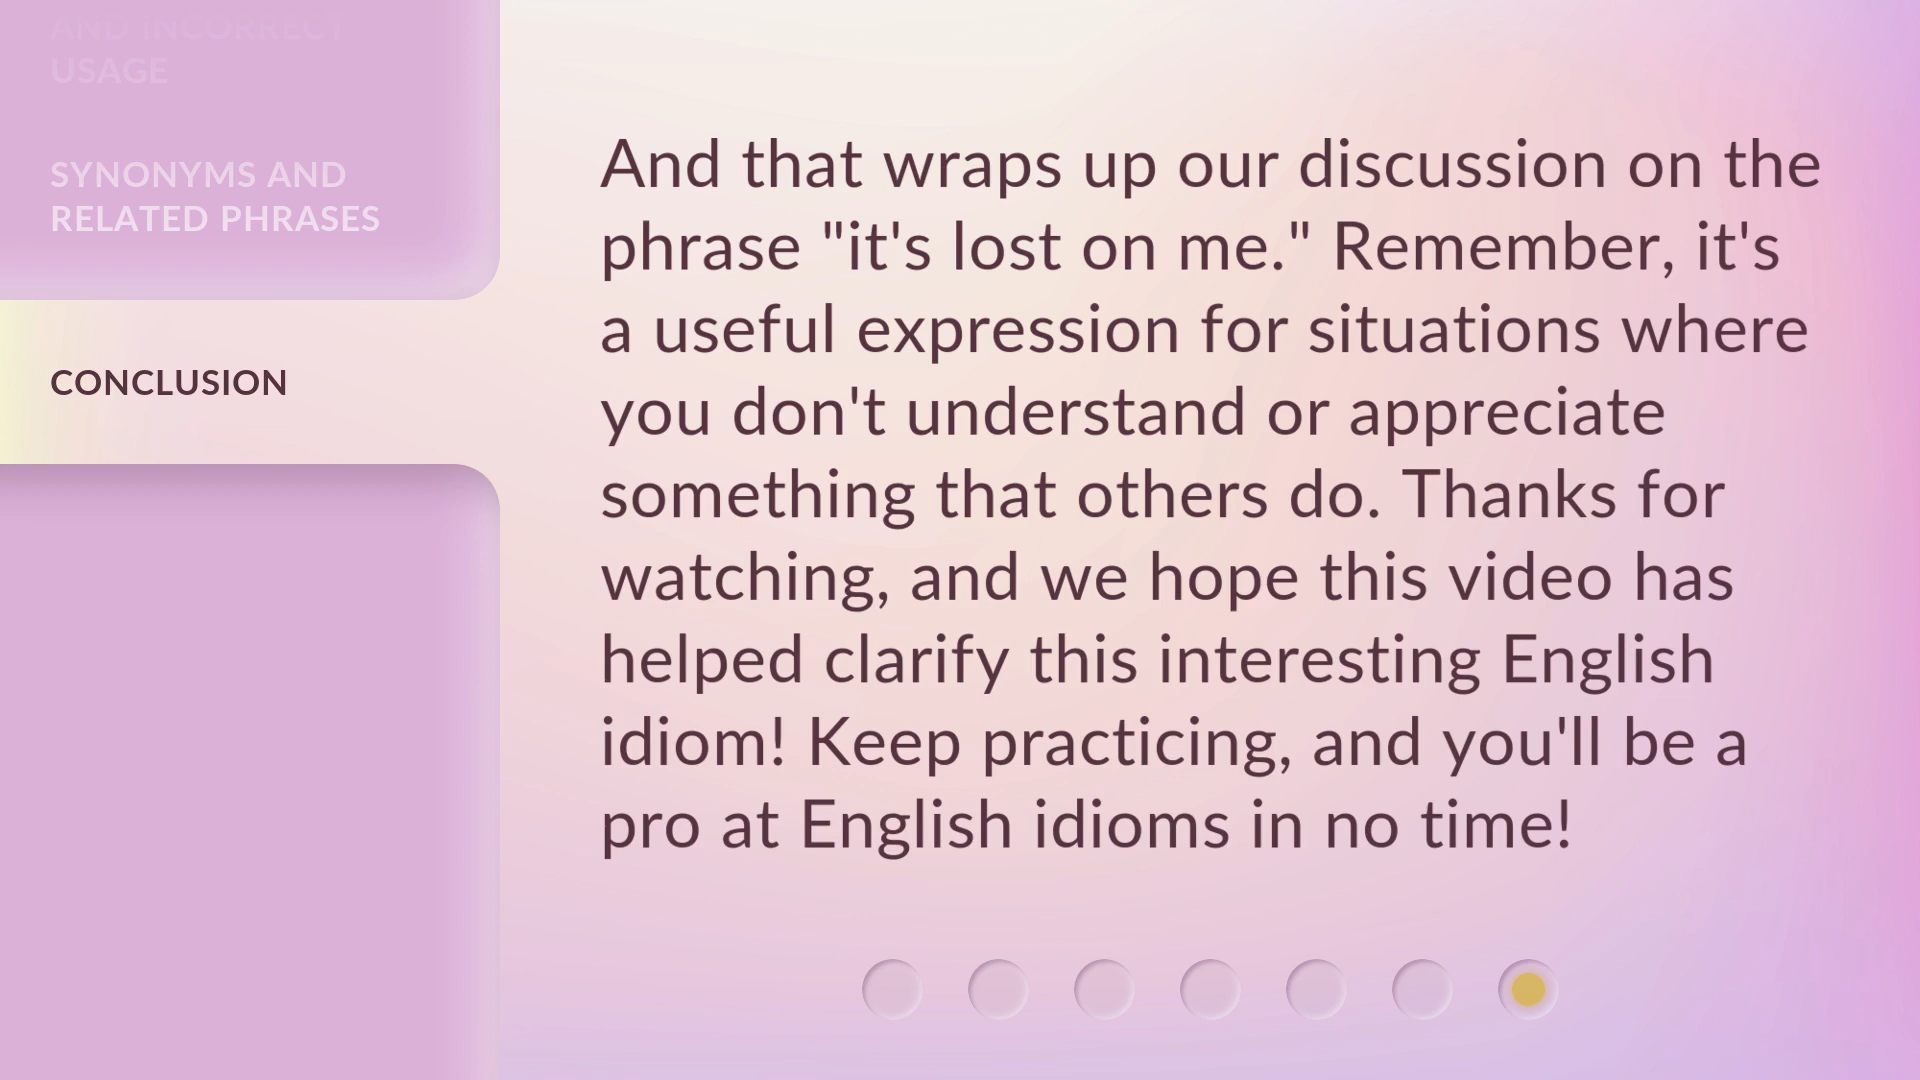 AND INCORRECT
USAGE
SYNONYMS AND
RELATED PHRASES
CONCLUSION
And that wraps up our discussion on the
phrase "it's lost on me." Remember, it's
a useful expression for situations where
you don't understand or appreciate
something that others do. Thanks for
watching, and we hope this video has
helped clarify this interesting English
idiom! Keep practicing, and you'll be a
pro at English idioms in no time!